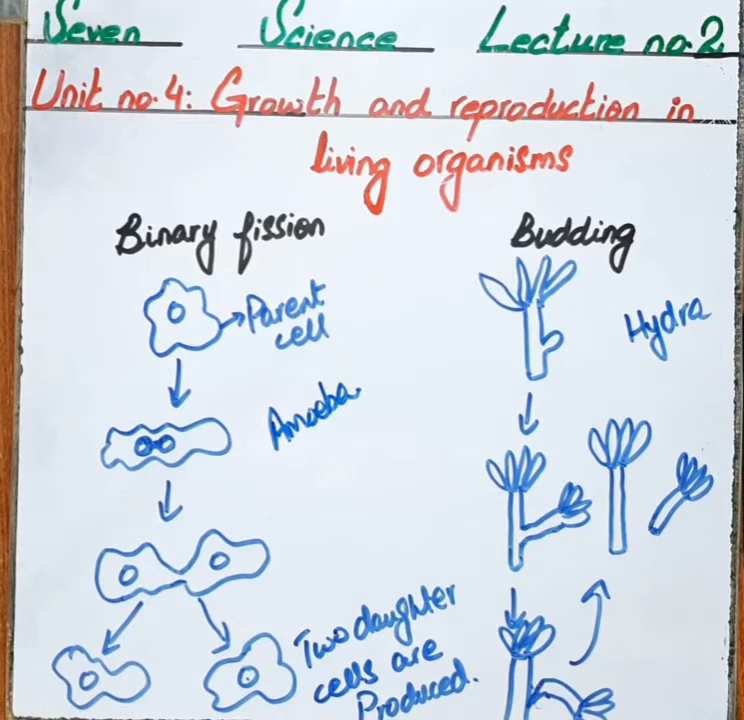 Seven Science Lecture no.2
Unit no.4: Growth and reproduction in
living organisms
Binary fission Budding
Parent
cell
Hydra
Amoeba
Two daughter
cells are
Produced.